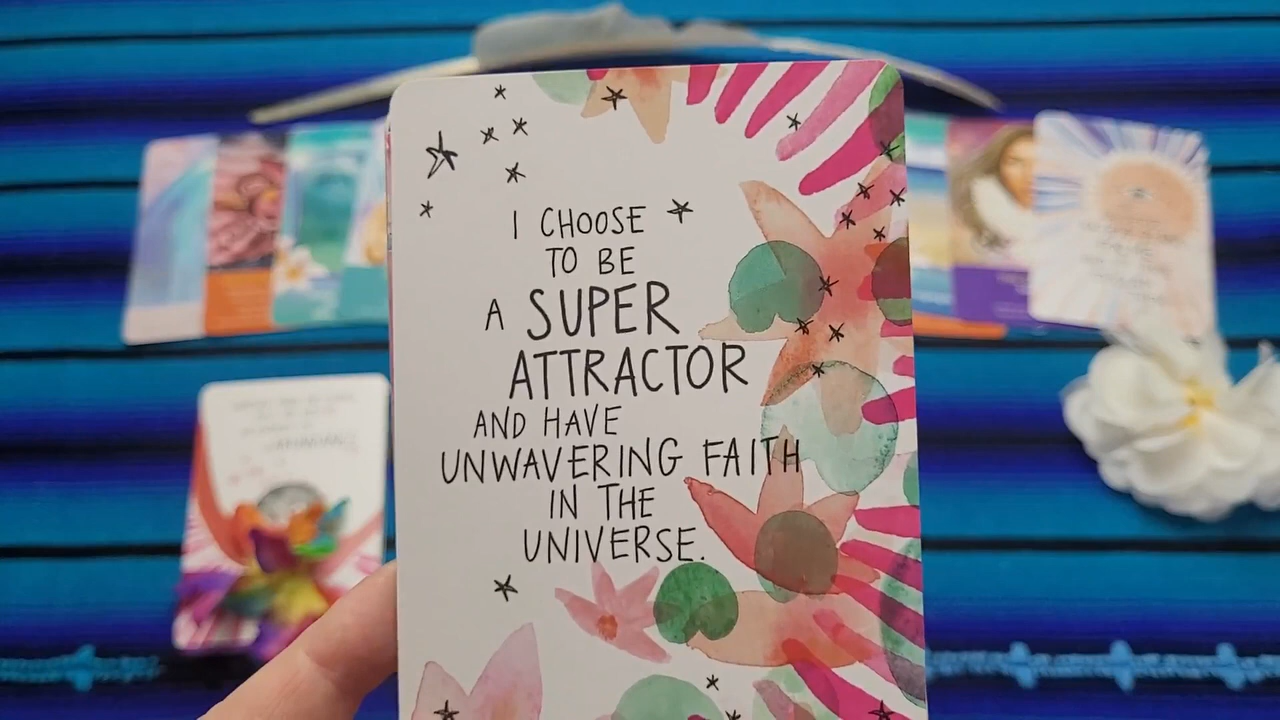 I CHOOSE
TO BE
A SUPER
ATTRACTOR
AND HAVE
UNWAVERING FAITH
IN THE
UNIVERSE.